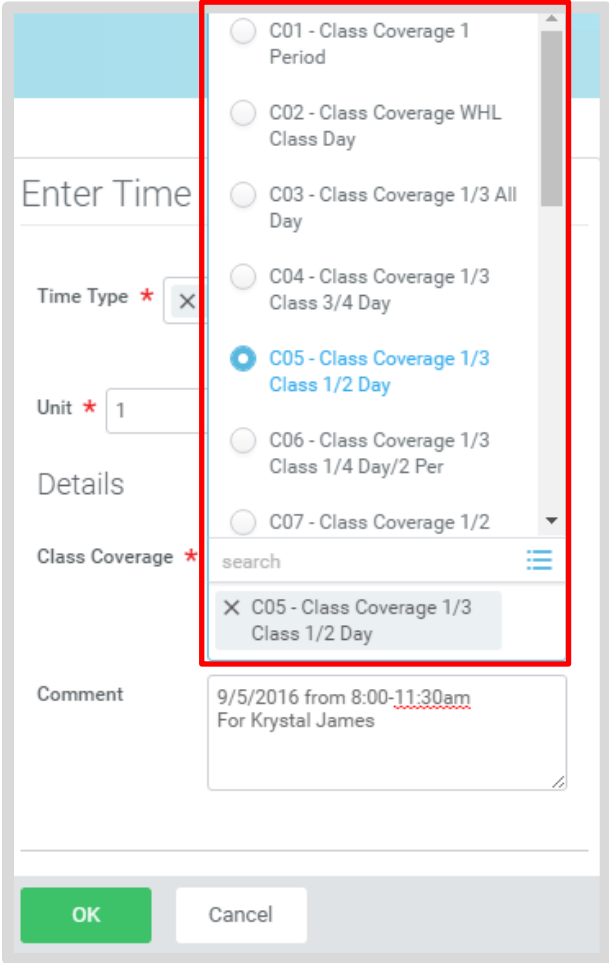 C01 - Class Coverage 1
Period
C02 - Class Coverage WHL
Class Day
Enter Time
C03 - Class Coverage 1/3 All
Day
Time Type *
×
C04 - Class Coverage 1/3
Class 3/4 Day
C05 - Class Coverage 1/3
Class 1/2 Day
Unit * 1
C06 - Class Coverage 1/3
Class 1/4 Day/2 Per
Details
C07 - Class Coverage 1/2
Class Coverage *
search
× C05 - Class Coverage 1/3
Class 1/2 Day
Comment
9/5/2016 from 8:00-11:30am
For Krystal James
OK Cancel